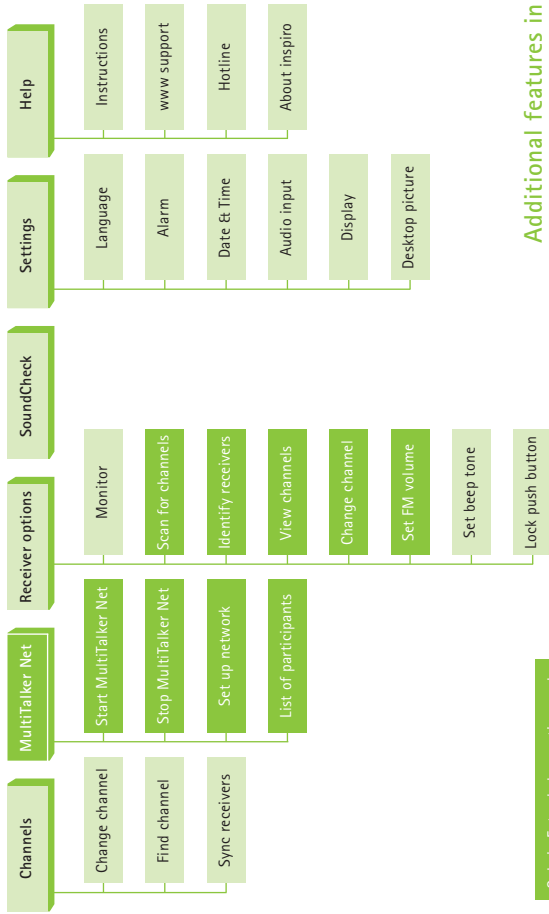 Channels
Change channel
Find channel
Sync receivers
MultiTalker Net
Start MultiTalker Net
Stop MultiTalker Net
Set up network
List of participants
Receiver options
Monitor
Scan for channels
Identify receivers
View channels
Change channel
Set FM volume
Set beep tone
Lock push button
SoundCheck
Settings
Language
Alarm
Date & Time
Audio input
Display
Desktop picture
Help
Instructions
www support
Hotline
About inspiro
Additional features in